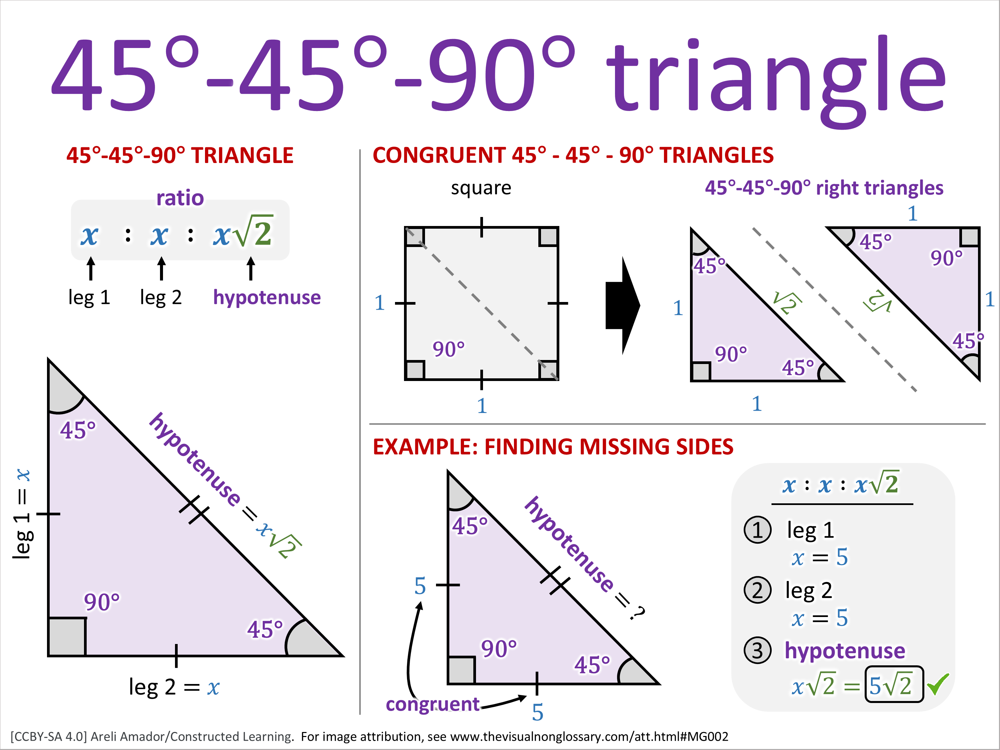 45°-45°-90° triangle
45°-45°-90° TRIANGLE
ratio
x : x : x√2
leg 1 leg 2 hypotenuse
45°
leg 1 = x
hypotenuse = x√2
90°
45°
leg 2 = x
CONGRUENT 45° - 45° - 90° TRIANGLES
square
1
90°
1
45°-45°-90° right triangles
45°
1
√2
90°
45°
1
1
45°
90°
√2
1
45°
EXAMPLE: FINDING MISSING SIDES
45°
hypotenuse = ?
5
90°
45°
congruent
5
x : x : x√2
1 leg 1
x = 5
2 leg 2
x = 5
3 hypotenuse
x√2 = 5√2
[CCBY-SA 4.0] Areli Amador/Constructed Learning. For image attribution, see www.thevisualnonglossary.com/att.html#MG002